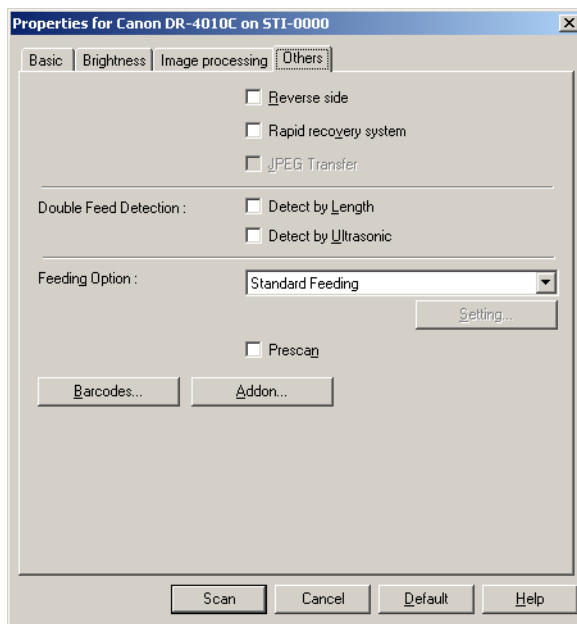 Properties for Canon DR-4010C on STI-0000
Basic Brightness Image processing Others
Reverse side
Rapid recovery system
JPEG Transfer
Double Feed Detection : Detect by Length
Detect by Ultrasonic
Feeding Option : Standard Feeding
Setting...
Prescan
Barcodes... Addon...
Scan Cancel Default Help